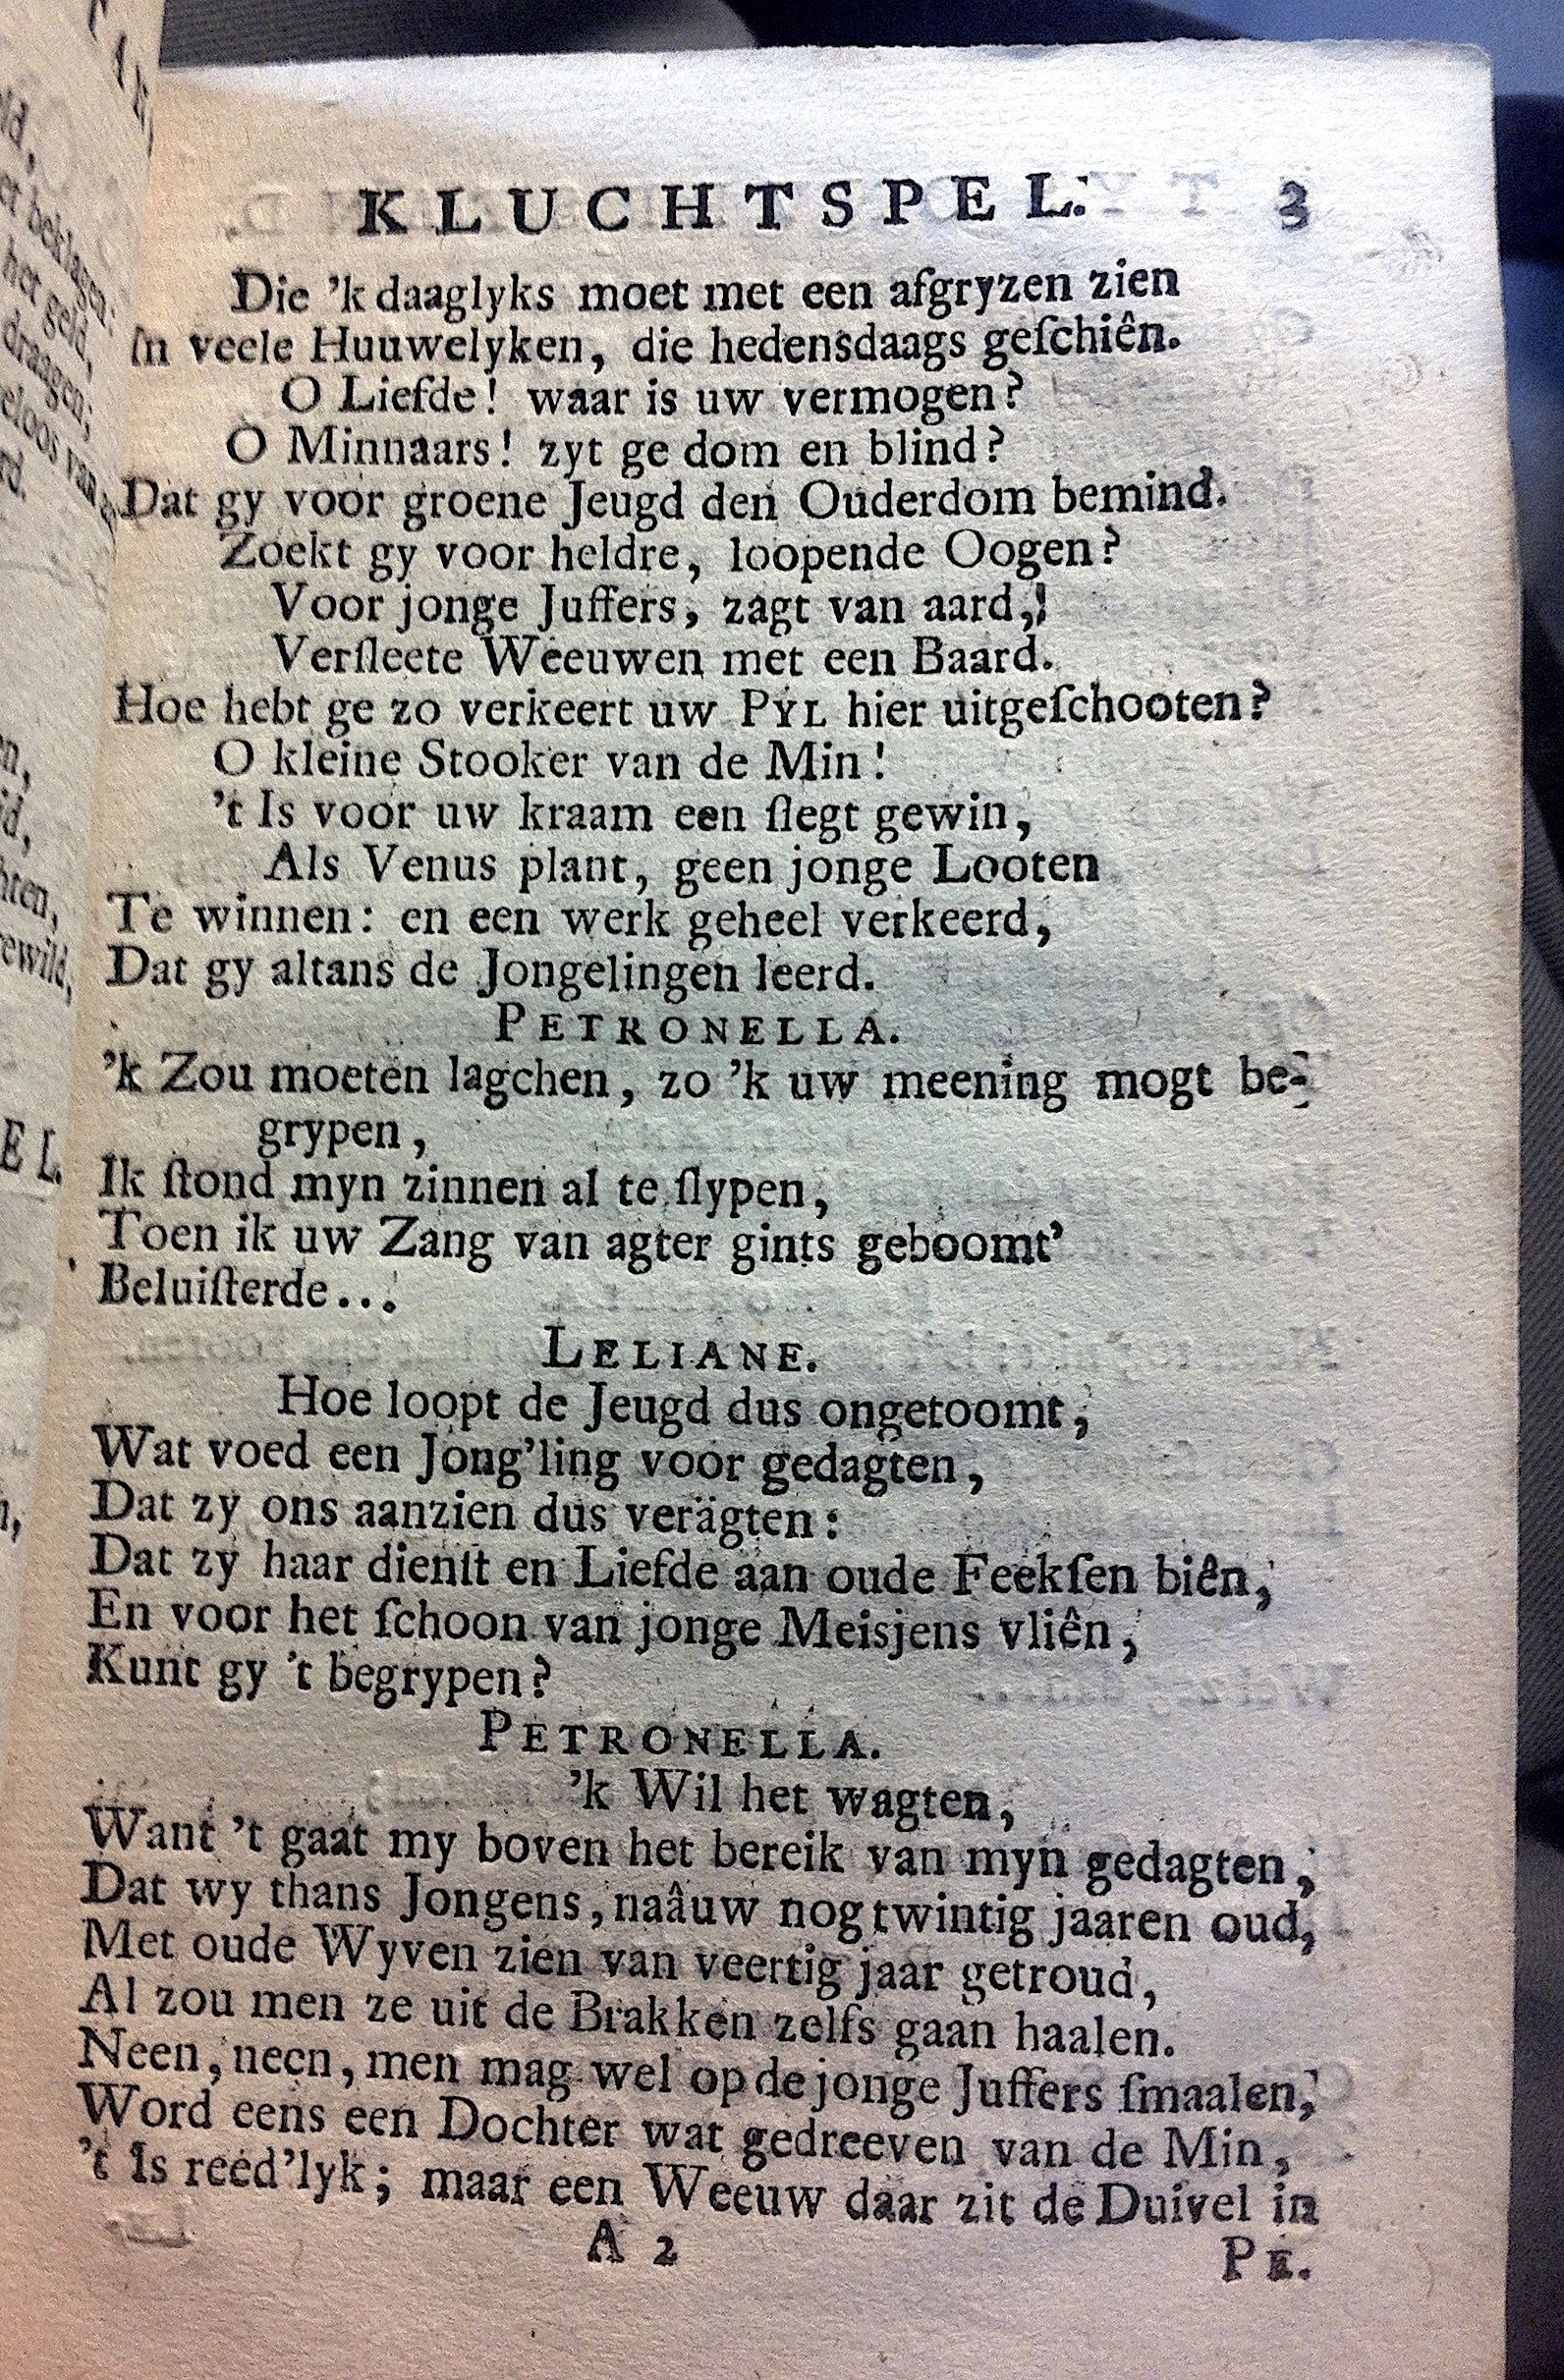 KLUCHTSPEL. 3
Die 'k daaglyks moet met een afgryzen zien
In veele Huuwelyken, die hedensdaags geſchiên.
O Liefde! waar is uw vermogen?
O Minnaars! zyt ge dom en blind?
Dat gy voor groene Jeugd den Ouderdom bemind.
Zoekt gy voor heldre, loopende Oogen?
Voor jonge Juffers, zagt van aard,!
Verſleete Weeuwen met een Baard.
Hoe hebt ge zo verkeert uw PYL hier uitgeſchooten?
O kleine Stooker van de Min!
't Is voor uw kraam een ſlegt gewin,
Als Venus plant, geen jonge Looten
Te winnen: en een werk geheel verkeerd,
Dat gy altans de Jongelingen leerd.
PETRONELLA.
'k Zou moeten lagchen, zo 'k uw meening mogt be-
grypen,
Ik ſtond myn zinnen al te ſlypen,
Toen ik uw Zang van agter gints geboomt'
Beluiſterde...
LELIANE.
Hoe loopt de Jeugd dus ongetoomt,
Wat voed een Jong'ling voor gedagten,
Dat zy ons aanzien dus verägten:
Dat zy haar dienſt en Liefde aan oude Feekſen biên,
En voor het ſchoon van jonge Meisjens vliên,
Kunt gy 't begrypen?
PETRONELLA.
'k Wil het wagten,
Want 't gaat my boven het bereik van myn gedagten,
Dat wy thans Jongens, naâuw nog twintig jaaren oud,
Met oude Wyven zien van veertig jaar getroud,
Al zou men ze uit de Brakken zelfs gaan haalen.
Neen, neen, men mag wel op de jonge Juffers ſmaalen,
Word eens een Dochter wat gedreeven van de Min,
't Is reed'lyk; maar een Weeuw daar zit de Duivel in
A 2
PE.